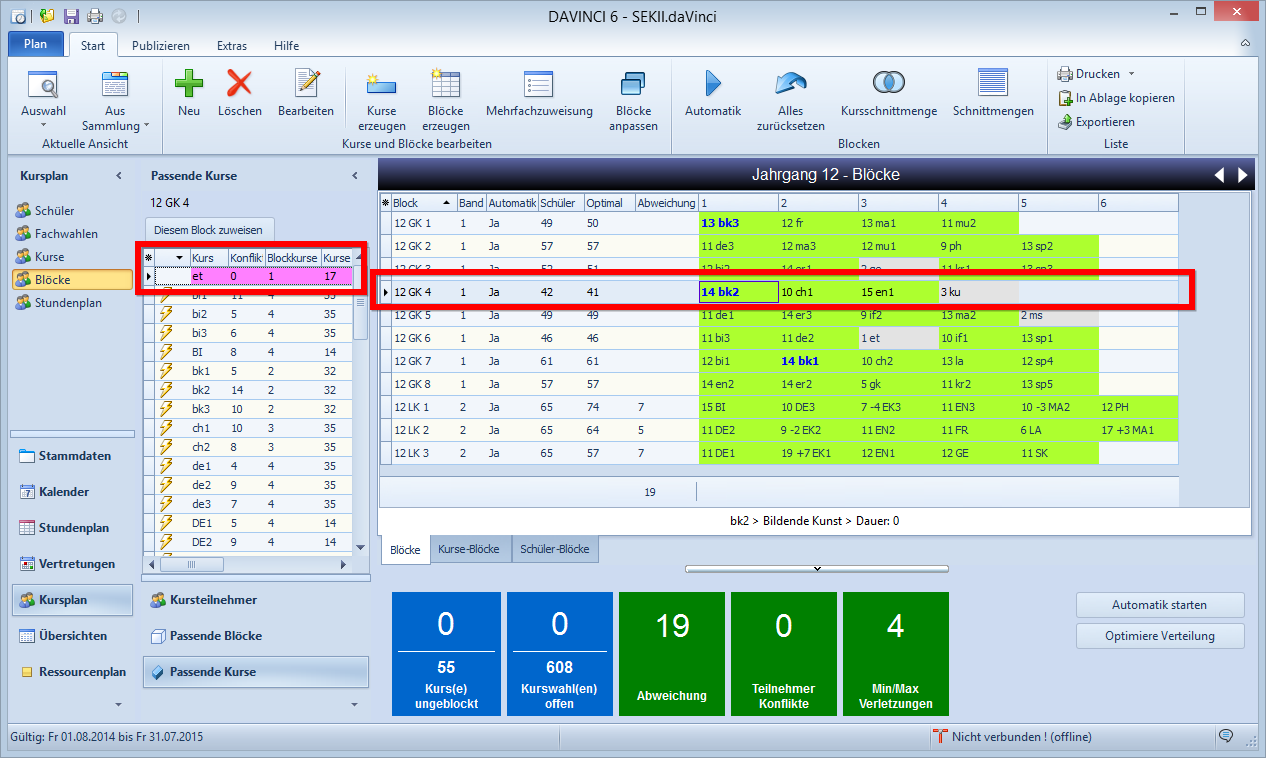 DAVINCI 6 - SEKII.daVinci
Plan Start Publizieren Extras Hilfe
Auswahl Aus Sammlung Neu Löschen Bearbeiten Kurse erzeugen Blöcke erzeugen Mehrfachzuweisung Blöcke anpassen Automatik Alles zurücksetzen Kursschnittmenge Schnittmengen
Drucken
In Ablage kopieren
Exportieren
Aktuelle Ansicht Kurse und Blöcke bearbeiten Blocken Liste
Kursplan
Schüler
Fachwahlen
Kurse
Blöcke
Stundenplan
Stammdaten
Kalender
Stundenplan
Vertretungen
Kursplan
Übersichten
Ressourcenplan
Passende Kurse
12 GK 4
Diesem Block zuweisen
Kurs Konflikt Blockkurse Kurse
et 0 1 17
bi1 11 4 35
bi2 5 4 35
bi3 6 4 35
BI 8 4 14
bk1 5 2 32
bk2 14 2 32
bk3 10 2 32
ch1 10 3 35
ch2 8 3 35
de1 4 4 35
de2 9 4 35
de3 7 4 35
DE1 5 4 14
DE2 9 4 14
Kursteilnehmer
Passende Blöcke
Passende Kurse
Jahrgang 12 - Blöcke
Block Band Automatik Schüler Optimal Abweichung 1 2 3 4 5 6
12 GK 1 1 Ja 49 50 13 bk3 12 fr 13 ma1 11 mu2
12 GK 2 1 Ja 57 57 11 de3 12 ma3 12 mu1 9 ph 13 sp2
12 GK 3 1 Ja 52 51 12 bi2 14 er1 2 ge 11 kr1 13 sp3
12 GK 4 1 Ja 42 41 14 bk2 10 ch1 15 en1 3 ku
12 GK 5 1 Ja 49 49 11 de1 14 er3 9 if2 13 ma2 2 ms
12 GK 6 1 Ja 46 46 11 bi3 11 de2 1 et 10 if1 13 sp1
12 GK 7 1 Ja 61 61 12 bi1 14 bk1 10 ch2 13 la 12 sp4
12 GK 8 1 Ja 57 57 14 en2 14 er2 5 gk 11 kr2 13 sp5
12 LK 1 2 Ja 65 74 7 15 BI 10 DE3 7 -4 EK3 11 EN3 10 -3 MA2 12 PH
12 LK 2 2 Ja 65 64 5 11 DE2 9 -2 EK2 11 EN2 11 FR 6 LA 17 +3 MA1
12 LK 3 2 Ja 65 57 7 11 DE1 19 +7 EK1 12 EN1 12 GE 11 SK
19
bk2 > Bildende Kunst > Dauer: 0
Blöcke Kurse-Blöcke Schüler-Blöcke
0
55
Kurs(e)
ungeblockt
0
608
Kurswahl(en)
offen
19
Abweichung
0
Teilnehmer
Konflikte
4
Min/Max
Verletzungen
Automatik starten
Optimiere Verteilung
Gültig: Fr 01.08.2014 bis Fr 31.07.2015 Nicht verbunden ! (offline)